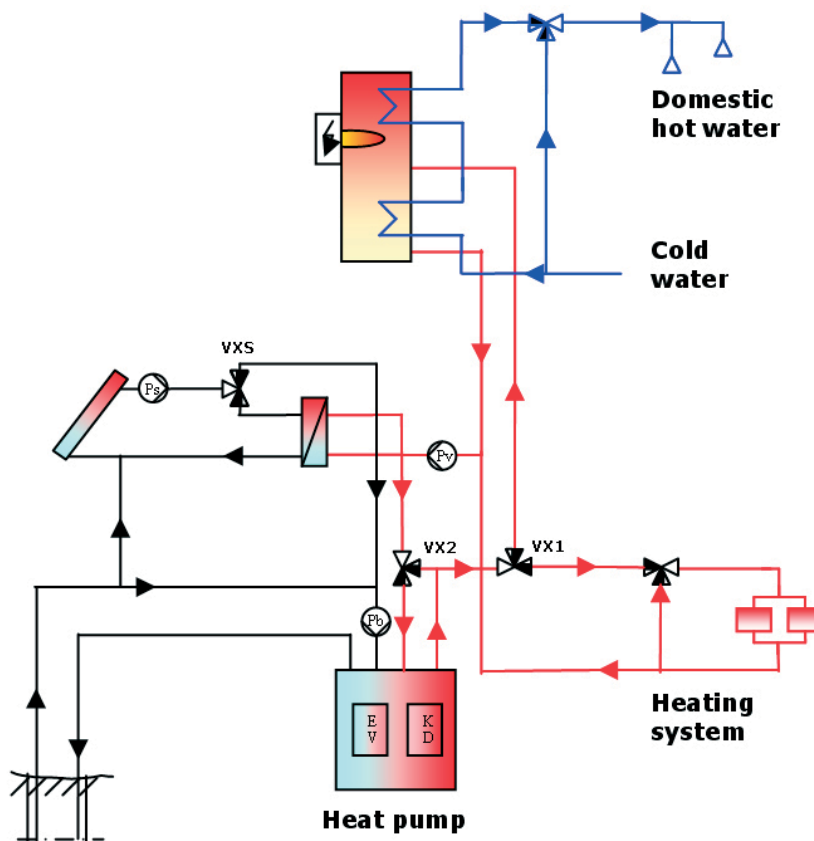 Domestic
hot water
Cold
water
VXS
Ps
Pv
VX2
VX1
Pb
E
V
K
D
Heating
system
Heat pump